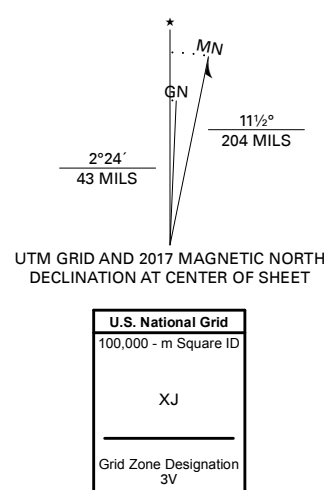 ★
MN
GN
11½°
204 MILS
2°24´
43 MILS
UTM GRID AND 2017 MAGNETIC NORTH
DECLINATION AT CENTER OF SHEET
U.S. National Grid
100,000 - m Square ID
XJ
Grid Zone Designation
3V